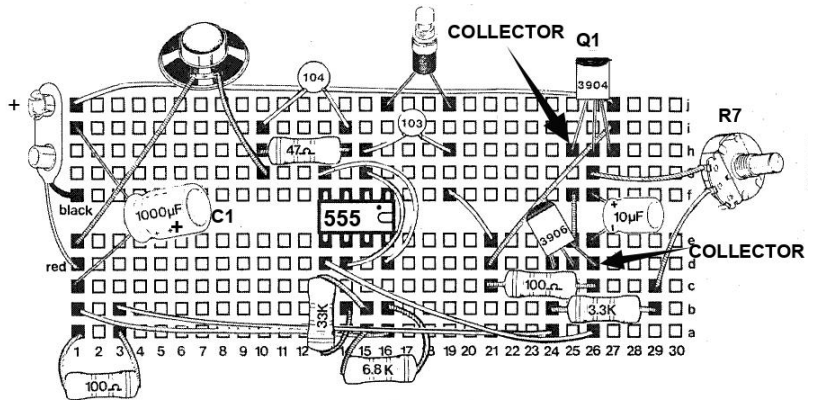 COLLECTOR
Q1
104
3904
+
103
R7
j
i
47Ω
h
g
1000µF
+
C1
black
555
3906
+
10µF
-
f
e
COLLECTOR
red
d
100Ω
c
3.3K
3.3K
b
a
1 2 3 4 5 6 7 8 9 10 11 12 14 15 16 17 18 19 20 21 22 23 24 25 26 27 28 29 30
100Ω
6.8K